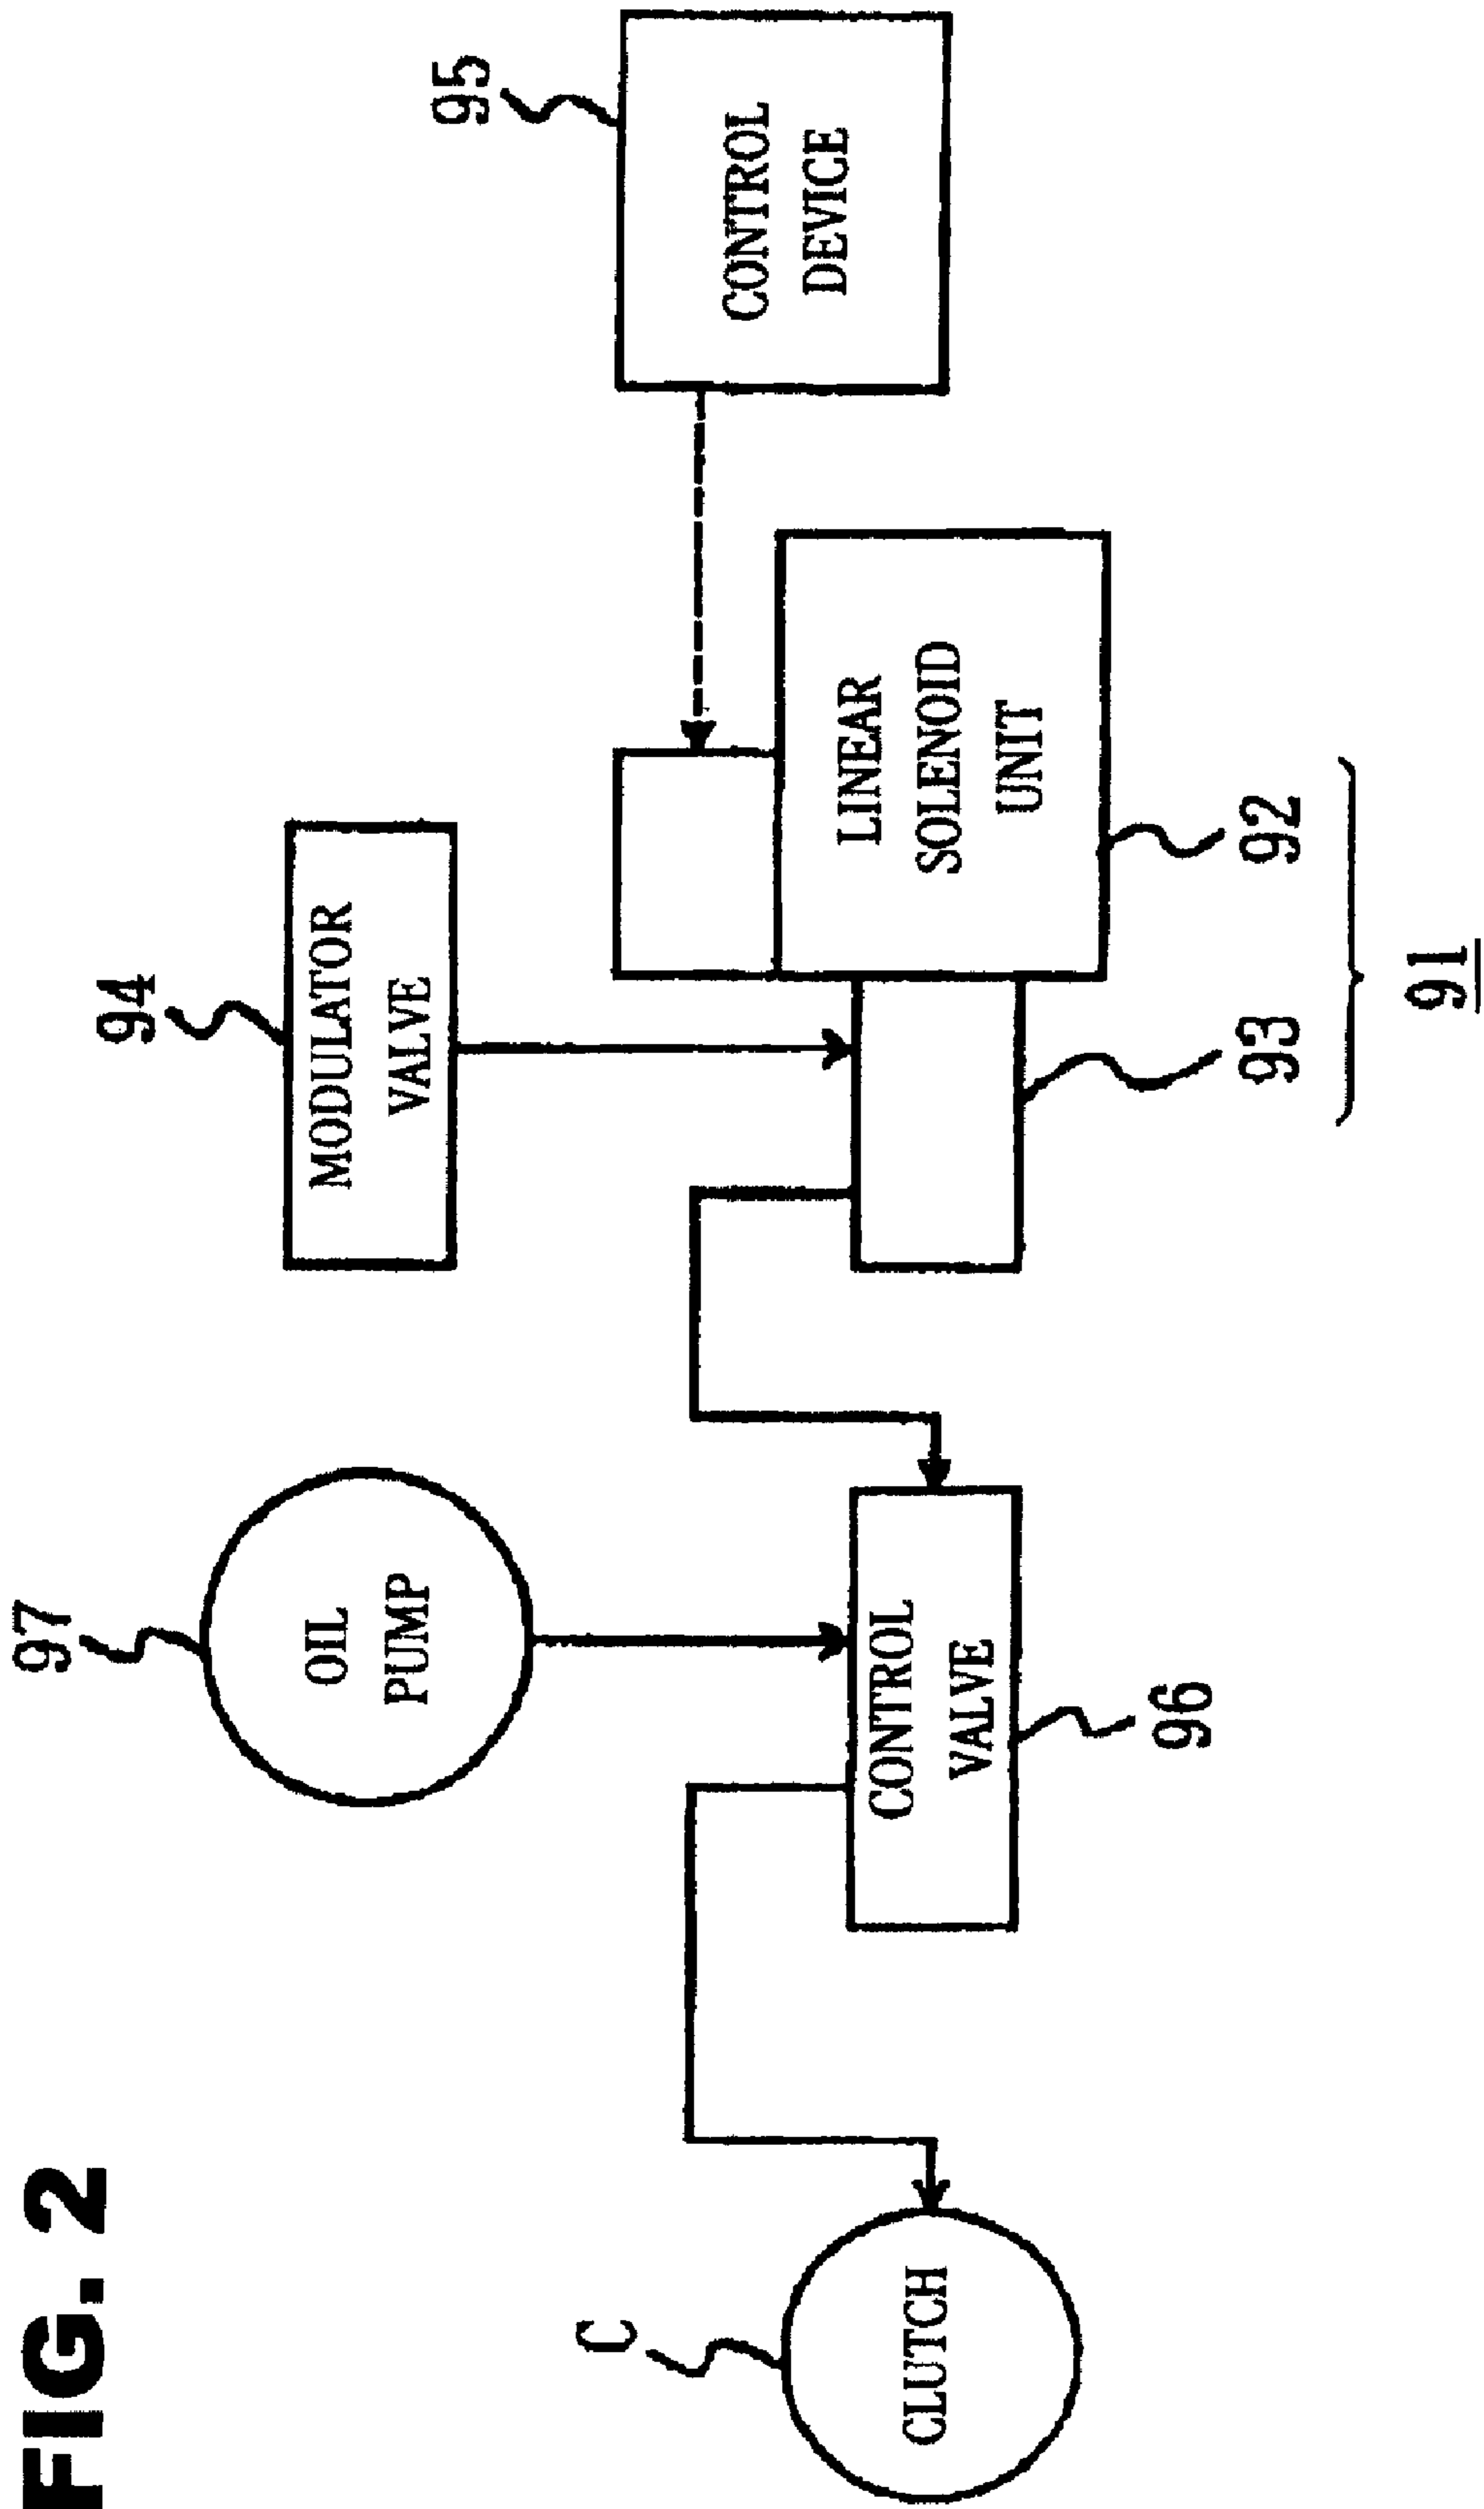 FIG. 2
97
OIL
PUMP
94
MODULATOR
VALVE
95
CONTROL
DEVICE
C
CLUTCH
CONTROL
VALVE
96
LINEAR
SOLENOID
UNIT
93
92
91